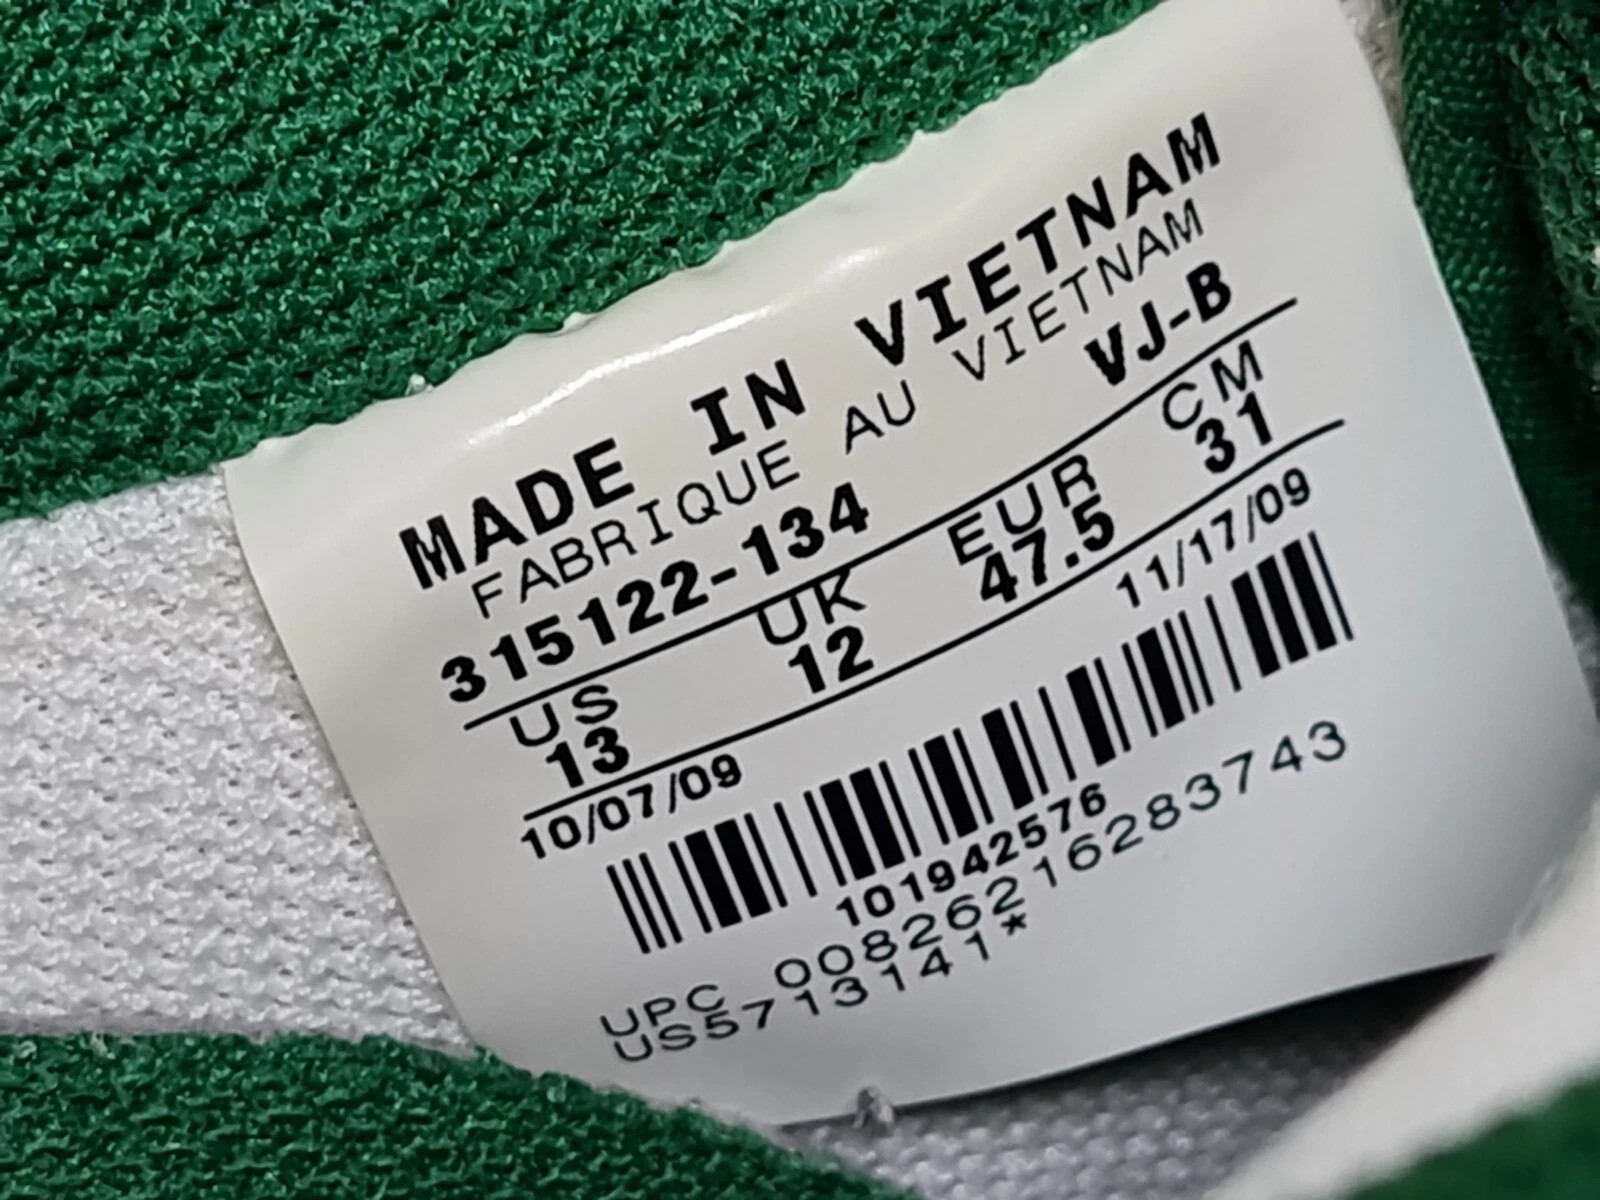 MADE IN VIETNAM
FABRIQUE AU VIETNAM
315122-134 VJ-B
US UK EUR CM
13 12 47.5 31
10/07/09 11/17/09
101942576
UPC 00826216283743
US5713141*